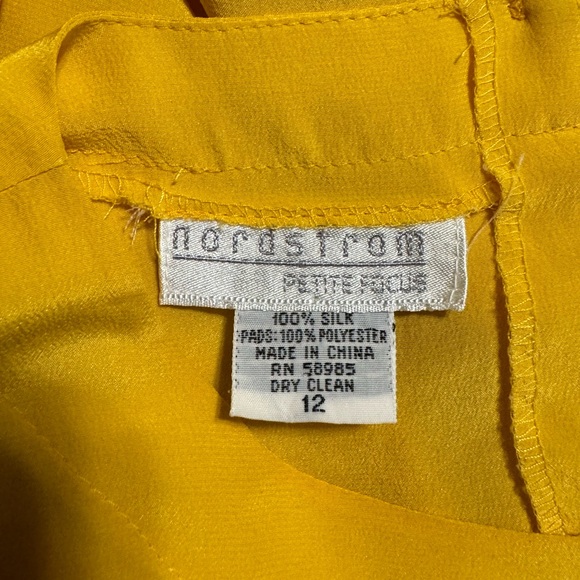 nordstrom
PETITE FOCUS
100% SILK
PADS: 100% POLYESTER
MADE IN CHINA
RN 58985
DRY CLEAN
12